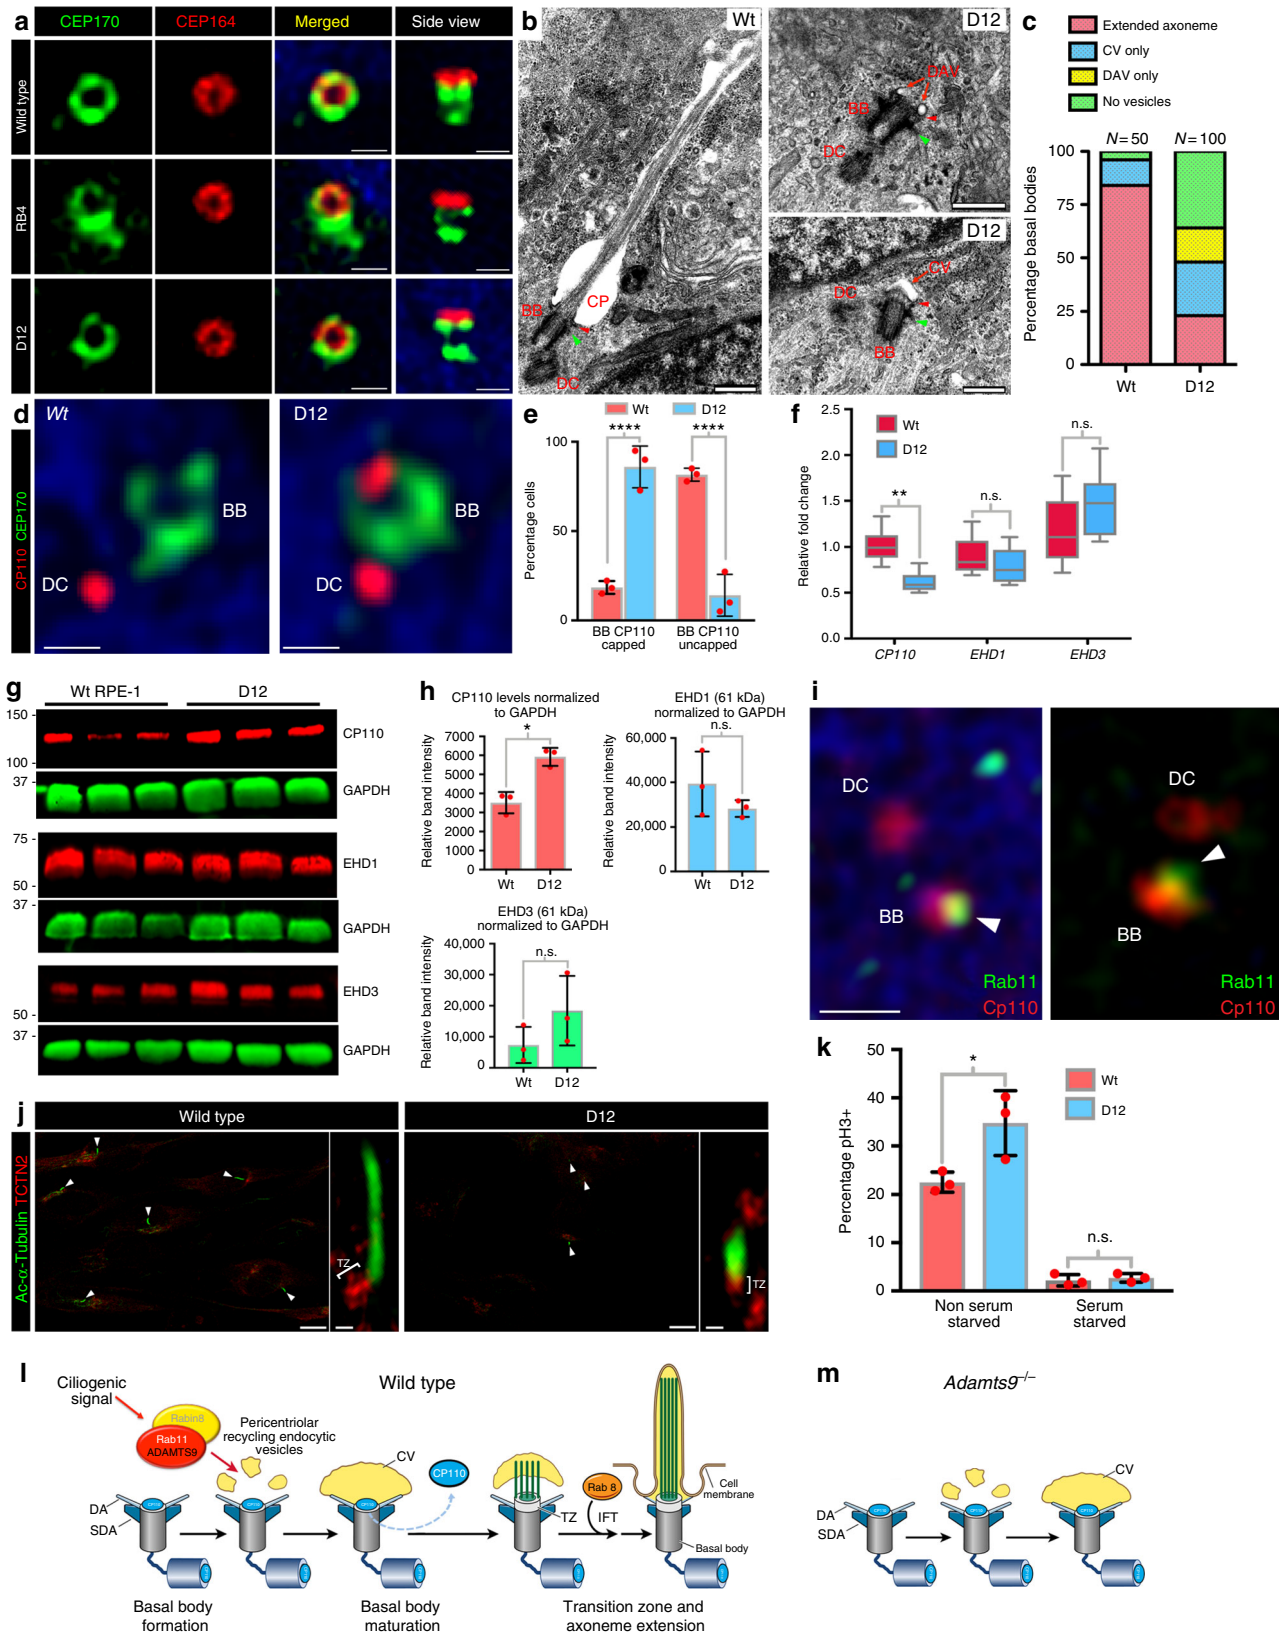 a
CEP170
CEP164
Merged
Side view
Wild type
RB4
D12
b
Wt
BB
CP
DC
D12
DAV
BB
DC
D12
CV
DC
BB
c
Extended axoneme
CV only
DAV only
No vesicles
N = 50
N = 100
Percentage basal bodies
100
75
50
25
0
Wt
D12
d
CP110 CEP170
Wt
BB
DC
D12
BB
DC
e
Wt
D12
****
****
Percentage cells
100
50
0
BB CP110 capped
BB CP110 uncapped
f
Wt
D12
Relative fold change
2.5
2.0
1.5
1.0
0.5
0.0
**
n.s.
n.s.
CP110
EHD1
EHD3
g
Wt RPE-1
D12
150 -
100 -
CP110
37 -
GAPDH
75 -
50 -
EHD1
37 -
GAPDH
EHD3
50 -
37 -
GAPDH
h
CP110 levels normalized
to GAPDH
*
Relative band intensity
7000
6000
5000
4000
3000
2000
1000
0
Wt
D12
EHD1 (61 kDa)
normalized to GAPDH
n.s.
Relative band intensity
60,000
40,000
20,000
0
Wt
D12
EHD3 (61 kDa)
normalized to GAPDH
n.s.
Relative band intensity
40,000
30,000
20,000
10,000
0
Wt
D12
i
DC
BB
Rab11
Cp110
DC
BB
Rab11
Cp110
j
Ac-α-Tubulin TCTN2
Wild type
TZ
D12
TZ
k
Percentage pH3+
50
40
30
20
10
0
*
n.s.
Wt
D12
Non serum
starved
Serum
starved
l
Wild type
Ciliogenic
signal
Rabin8
Rab11
ADAMTS9
Pericentriolar
recycling endocytic
vesicles
CV
CP110
Rab 8
IFT
Cell
membrane
DA
SDA
TZ
Basal body
Basal body
formation
Basal body
maturation
Transition zone and
axoneme extension
m
Adamts9–/–
DA
SDA
CV